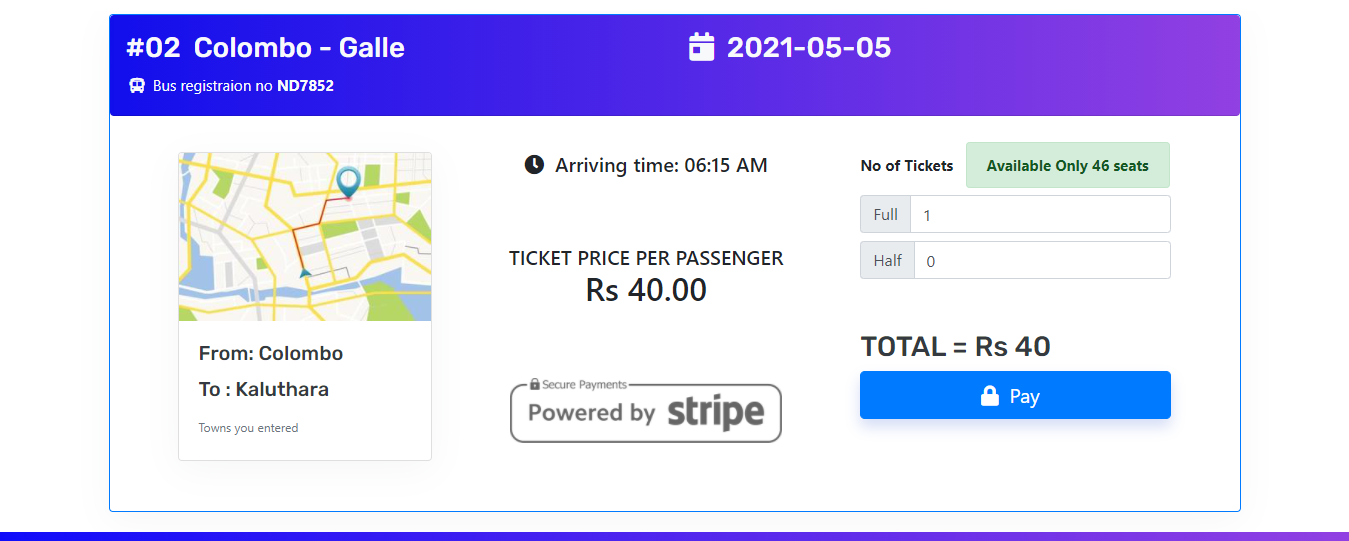 #02 Colombo - Galle
2021-05-05
Bus registraion no ND7852
From: Colombo
To : Kaluthara
Towns you entered
Arriving time: 06:15 AM
TICKET PRICE PER PASSENGER
Rs 40.00
Secure Payments
Powered by stripe
No of Tickets
Available Only 46 seats
Full 1
Half 0
TOTAL = Rs 40
Pay